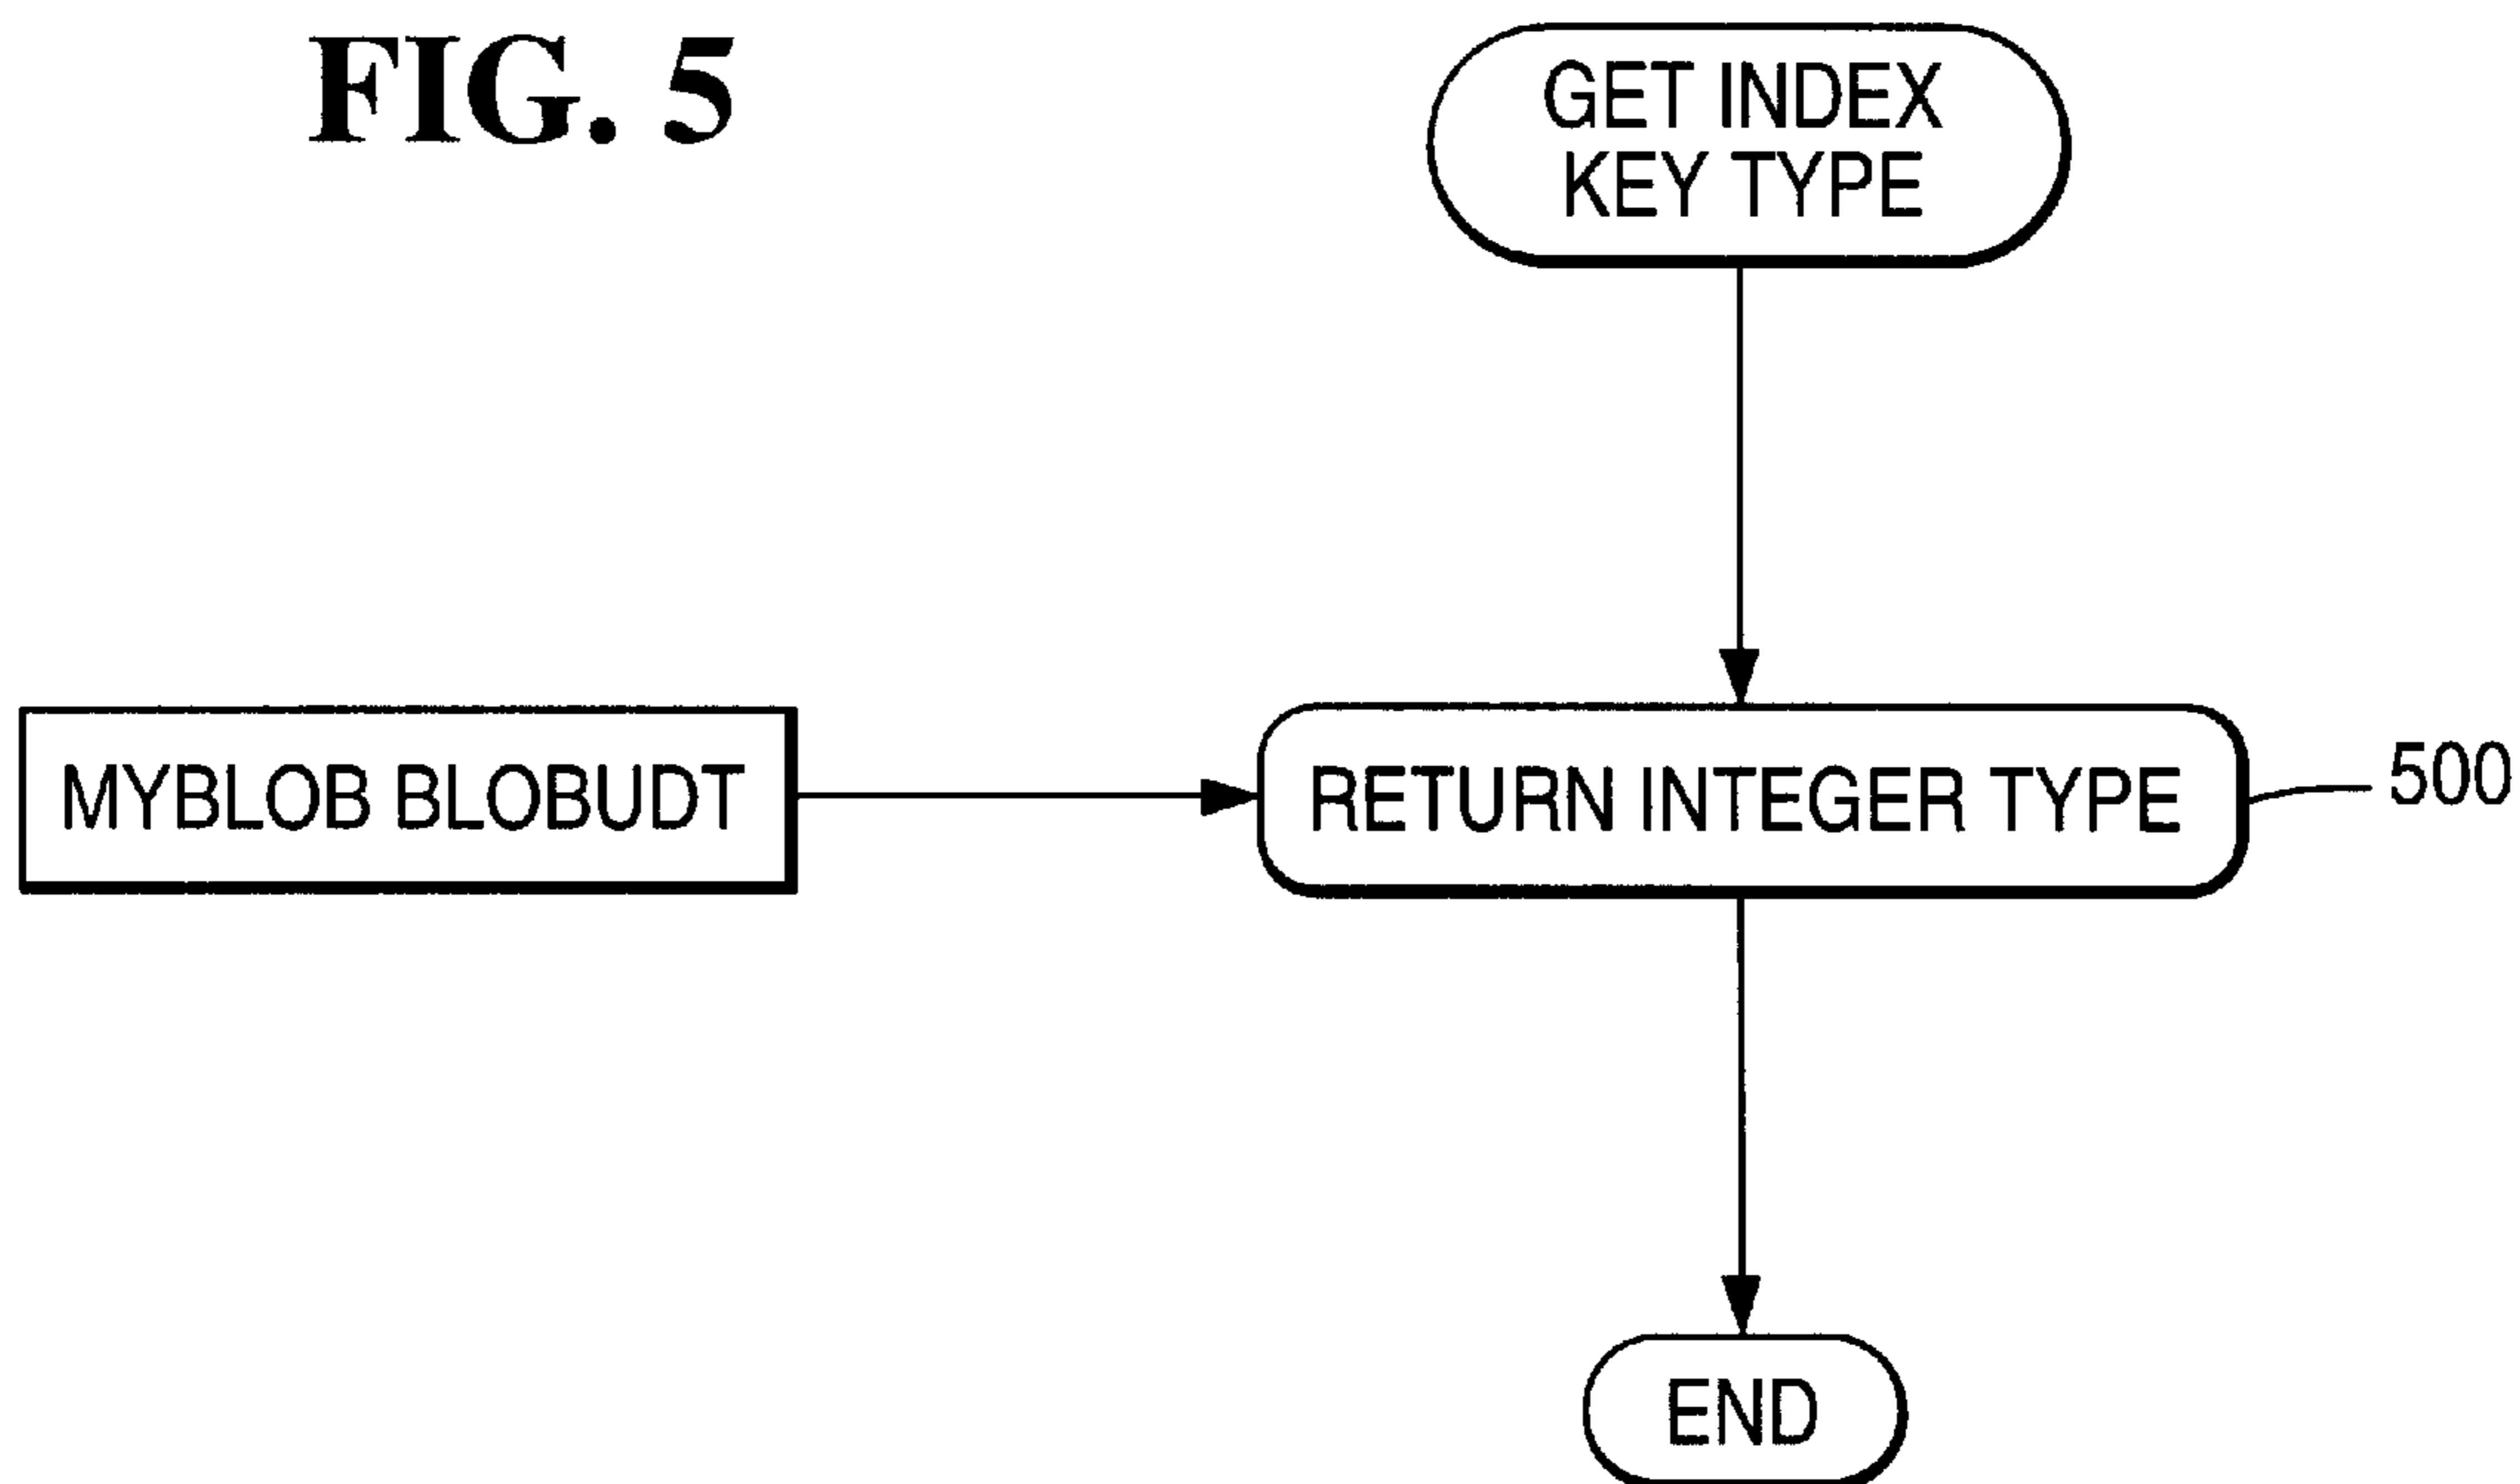 FIG. 5
GET INDEX
KEY TYPE
MYBLOB BLOBUDT
RETURN INTEGER TYPE
500
END